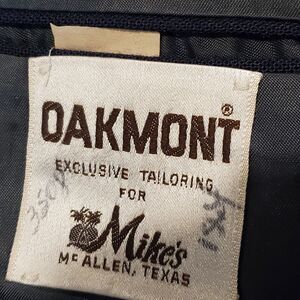 OAKMONT®
EXCLUSIVE TAILORING
FOR
Mike's
McALLEN, TEXAS